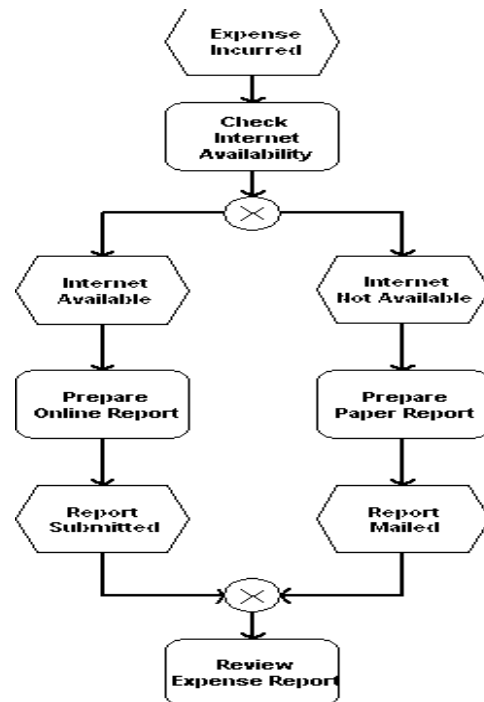 Expense
Incurred
Check
Internet
Availability
Internet
Available
Internet
Not Available
Prepare
Online Report
Prepare
Paper Report
Report
Submitted
Report
Mailed
Review
Expense Report